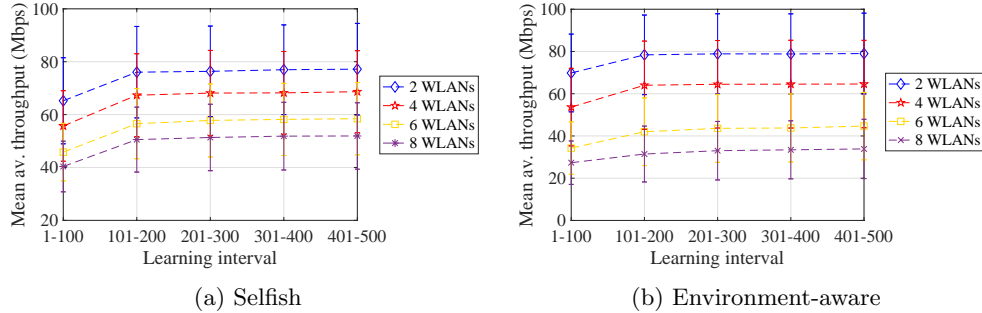 100
80
60
40
20
Mean av. throughput (Mbps)
1-100 101-200 201-300 301-400 401-500
Learning interval
2 WLANs
4 WLANs
6 WLANs
8 WLANs
(a) Selfish
100
80
60
40
20
0
Mean av. throughput (Mbps)
1-100 101-200 201-300 301-400 401-500
Learning interval
2 WLANs
4 WLANs
6 WLANs
8 WLANs
(b) Environment-aware